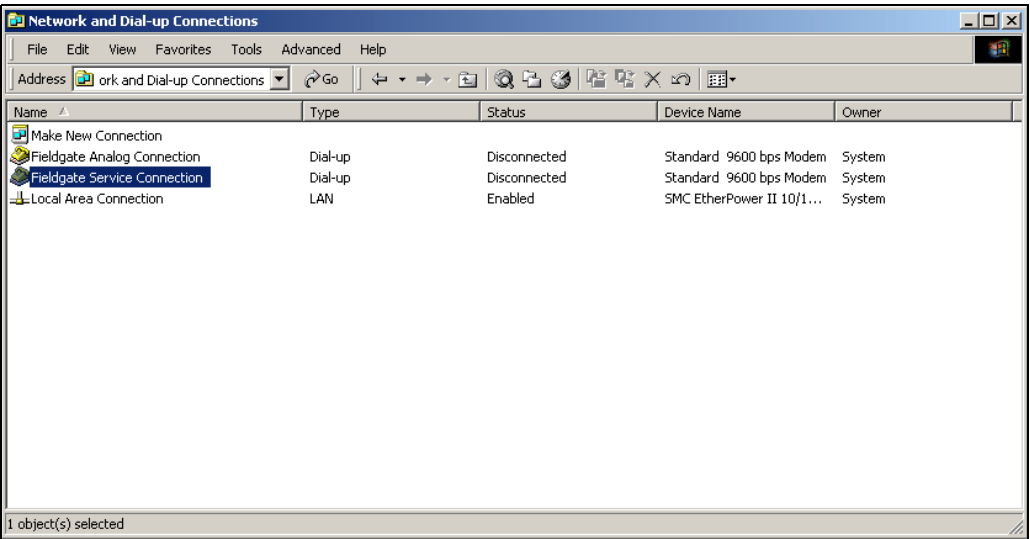 Network and Dial-up Connections
File Edit View Favorites Tools Advanced Help
Address ork and Dial-up Connections Go
Name Type Status Device Name Owner
Make New Connection
Fieldgate Analog Connection Dial-up Disconnected Standard 9600 bps Modem System
Fieldgate Service Connection Dial-up Disconnected Standard 9600 bps Modem System
Local Area Connection LAN Enabled SMC EtherPower II 10/1... System
1 object(s) selected